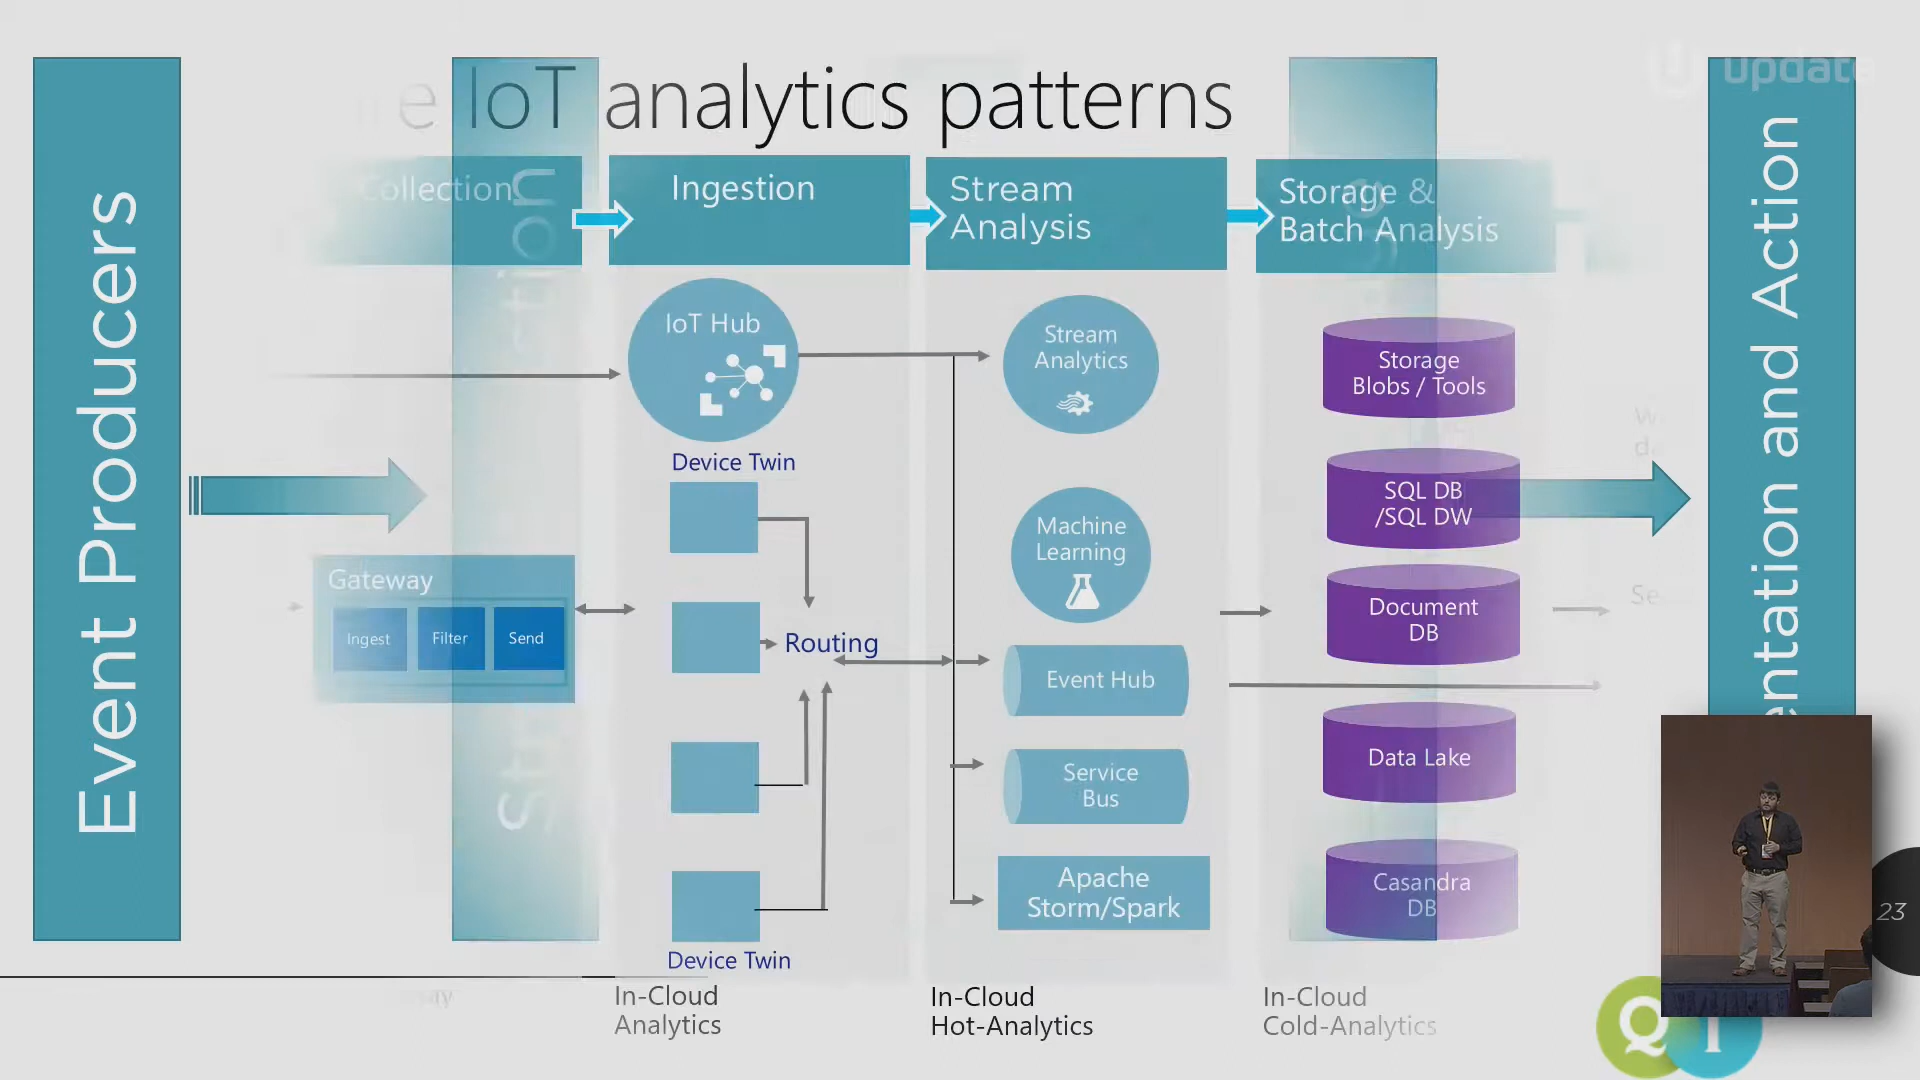 IoT analytics patterns
update
Event Producers
Collection
Ingestion
Stream
Analysis
Storage &
Batch Analysis
IoT Hub
Device Twin
Routing
Device Twin
Gateway
Ingest
Filter
Send
Stream
Analytics
Machine
Learning
Event Hub
Service
Bus
Apache
Storm/Spark
Storage
Blobs / Tools
SQL DB
/SQL DW
Document
DB
Data Lake
Casandra
DB
entation and Action
In-Cloud
Analytics
In-Cloud
Hot-Analytics
In-Cloud
Cold-Analytics
23
Q